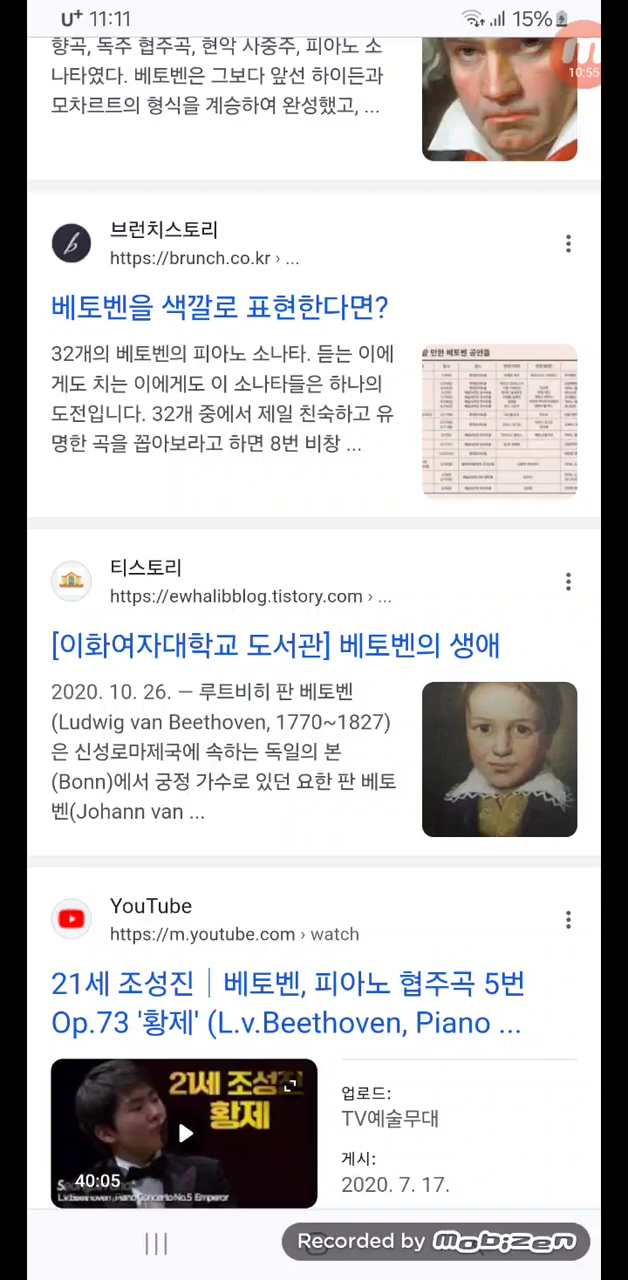 U+ 11:11
15%
10:55
향곡, 독주 협주곡, 현악 사중주, 피아노 소
나타였다. 베토벤은 그보다 앞선 하이든과
모차르트의 형식을 계승하여 완성했고, ...
브런치스토리
https://brunch.co.kr › ...
베토벤을 색깔로 표현한다면?
32개의 베토벤의 피아노 소나타. 듣는 이에
게도 치는 이에게도 이 소나타들은 하나의
도전입니다. 32개 중에서 제일 친숙하고 유
명한 곡을 꼽아보라고 하면 8번 비창 ...
만한 베토벤 공연들
티스토리
https://ewhalibblog.tistory.com › ...
[이화여자대학교 도서관] 베토벤의 생애
2020. 10. 26. — 루트비히 판 베토벤
(Ludwig van Beethoven, 1770~1827)
은 신성로마제국에 속하는 독일의 본
(Bonn)에서 궁정 가수로 있던 요한 판 베토
벤(Johann van ...
YouTube
https://m.youtube.com › watch
21세 조성진│베토벤, 피아노 협주곡 5번
Op.73 '황제' (L.v.Beethoven, Piano ...
21세 조성진
황제
40:05
L.v.Beethoven, Piano Concerto No.5 Emperor
업로드:
TV예술무대
게시:
2020. 7. 17.
Recorded by mobizen